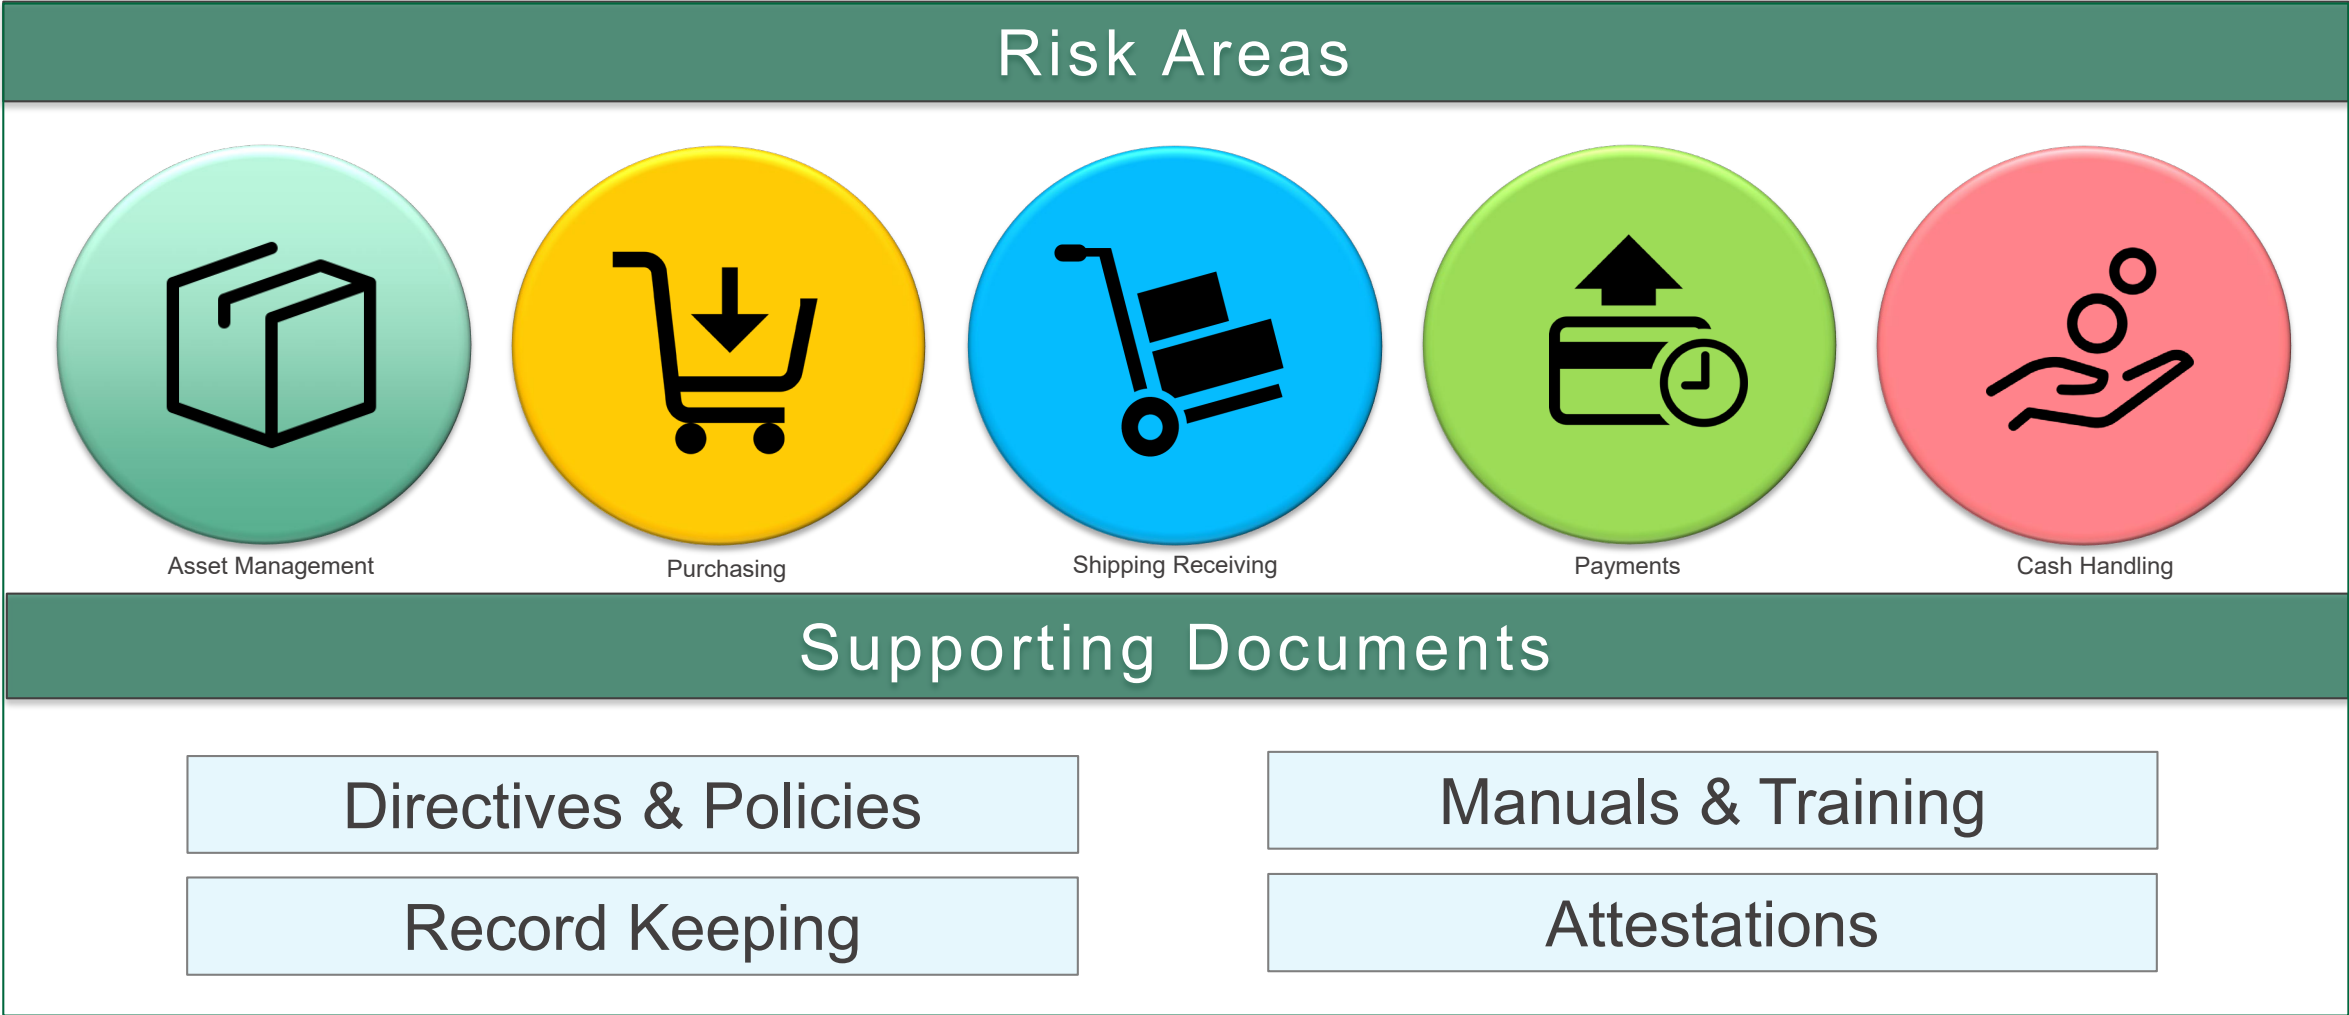 Risk Areas
Asset Management
Purchasing
Shipping Receiving
Payments
Cash Handling
Supporting Documents
Directives & Policies
Manuals & Training
Record Keeping
Attestations